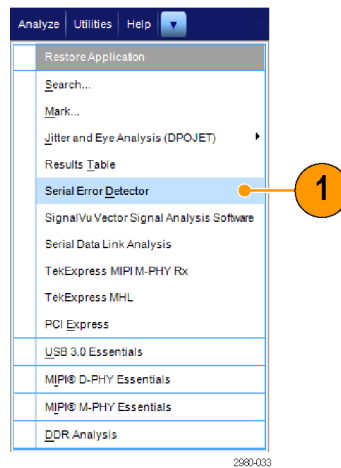 Analyze Utilities Help
Restore Application
Search...
Mark...
Jitter and Eye Analysis (DPOJET)
Results Table
Serial Error Detector
1
SignalVu Vector Signal Analysis Software
Serial Data Link Analysis
TekExpress MIPI M-PHY Rx
TekExpress MHL
PCI Express
USB 3.0 Essentials
MIPI® D-PHY Essentials
MIPI® M-PHY Essentials
DDR Analysis
2980-033